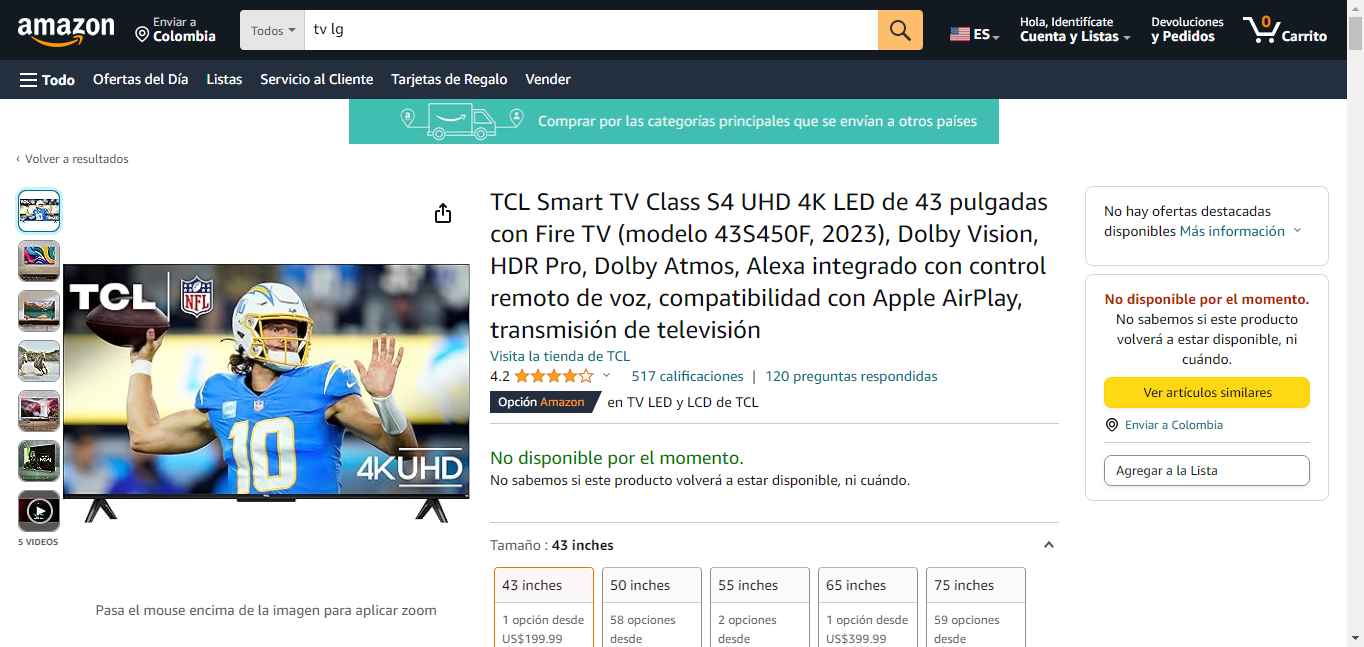 amazon
Enviar a
Colombia
Todos
tv lg
ES
Hola, Identifícate
Cuenta y Listas
Devoluciones
y Pedidos
0
Carrito
Todo
Ofertas del Día
Listas
Servicio al Cliente
Tarjetas de Regalo
Vender
Comprar por las categorías principales que se envían a otros países
‹ Volver a resultados
TCL
NFL
10
4K UHD
5 VIDEOS
Pasa el mouse encima de la imagen para aplicar zoom
TCL Smart TV Class S4 UHD 4K LED de 43 pulgadas
con Fire TV (modelo 43S450F, 2023), Dolby Vision,
HDR Pro, Dolby Atmos, Alexa integrado con control
remoto de voz, compatibilidad con Apple AirPlay,
transmisión de televisión
Visita la tienda de TCL
4.2
517 calificaciones | 120 preguntas respondidas
Opción Amazon en TV LED y LCD de TCL
No disponible por el momento.
No sabemos si este producto volverá a estar disponible, ni cuándo.
Tamaño : 43 inches
43 inches
1 opción desde
US$199.99
50 inches
58 opciones
desde
55 inches
2 opciones
desde
65 inches
1 opción desde
US$399.99
75 inches
59 opciones
desde
No hay ofertas destacadas
disponibles Más información
No disponible por el momento.
No sabemos si este producto
volverá a estar disponible, ni
cuándo.
Ver artículos similares
Enviar a Colombia
Agregar a la Lista